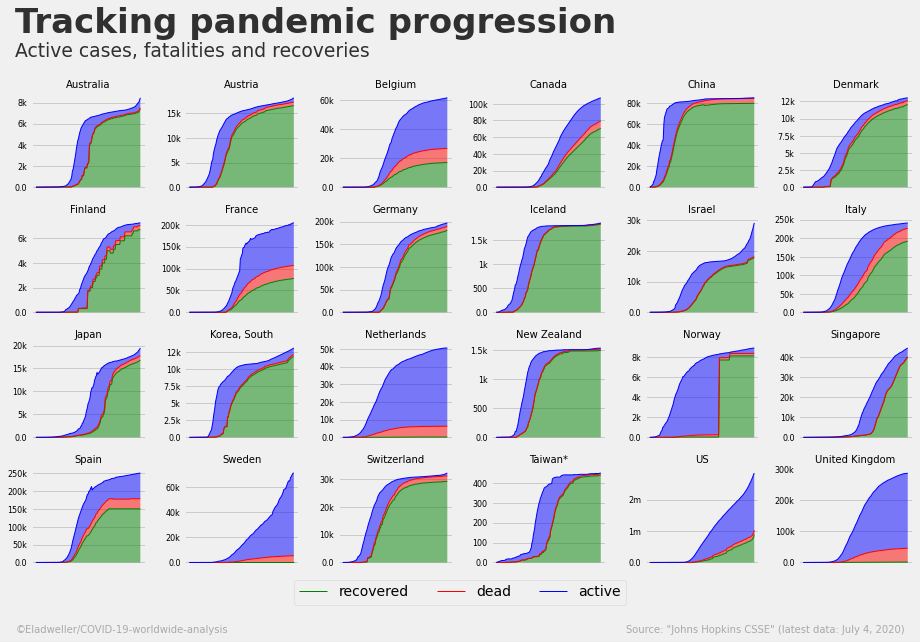 Tracking pandemic progression
Active cases, fatalities and recoveries
Australia
8k
6k
4k
2k
0.0
Austria
15k
10k
5k
0.0
Belgium
60k
40k
20k
0.0
Canada
100k
80k
60k
40k
20k
0.0
China
80k
60k
40k
20k
0.0
Denmark
12k
10k
7.5k
5k
2.5k
0.0
Finland
6k
4k
2k
0.0
France
200k
150k
100k
50k
0.0
Germany
200k
150k
100k
50k
0.0
Iceland
1.5k
1k
500
0.0
Israel
30k
20k
10k
0.0
Italy
250k
200k
150k
100k
50k
0.0
Japan
20k
15k
10k
5k
0.0
Korea, South
12k
10k
7.5k
5k
2.5k
0.0
Netherlands
50k
40k
30k
20k
10k
0.0
New Zealand
1.5k
1k
500
0.0
Norway
8k
6k
4k
2k
0.0
Singapore
40k
30k
20k
10k
0.0
Spain
250k
200k
150k
100k
50k
0.0
Sweden
60k
40k
20k
0.0
Switzerland
30k
20k
10k
0.0
Taiwan*
400
300
200
100
0.0
US
2m
1m
0.0
United Kingdom
300k
200k
100k
0.0
recovered dead active
©Eladweller/COVID-19-worldwide-analysis
Source: "Johns Hopkins CSSE" (latest data: July 4, 2020)